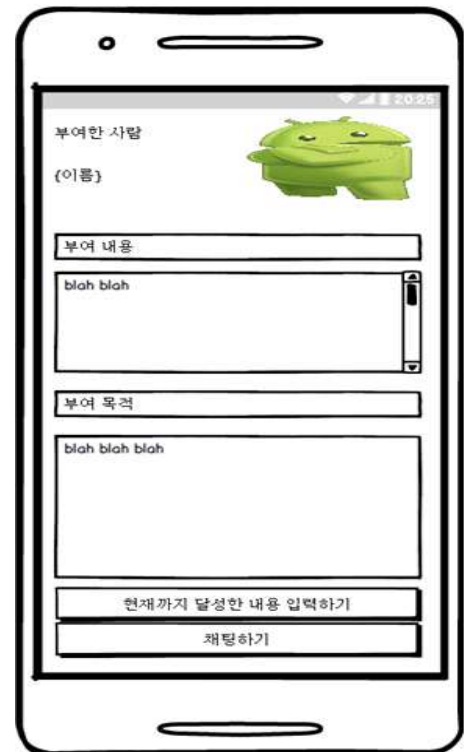 20:25
부여한 사람
{이름}
부여 내용
blah blah
부여 목적
blah blah blah
현재까지 달성한 내용 입력하기
채팅하기